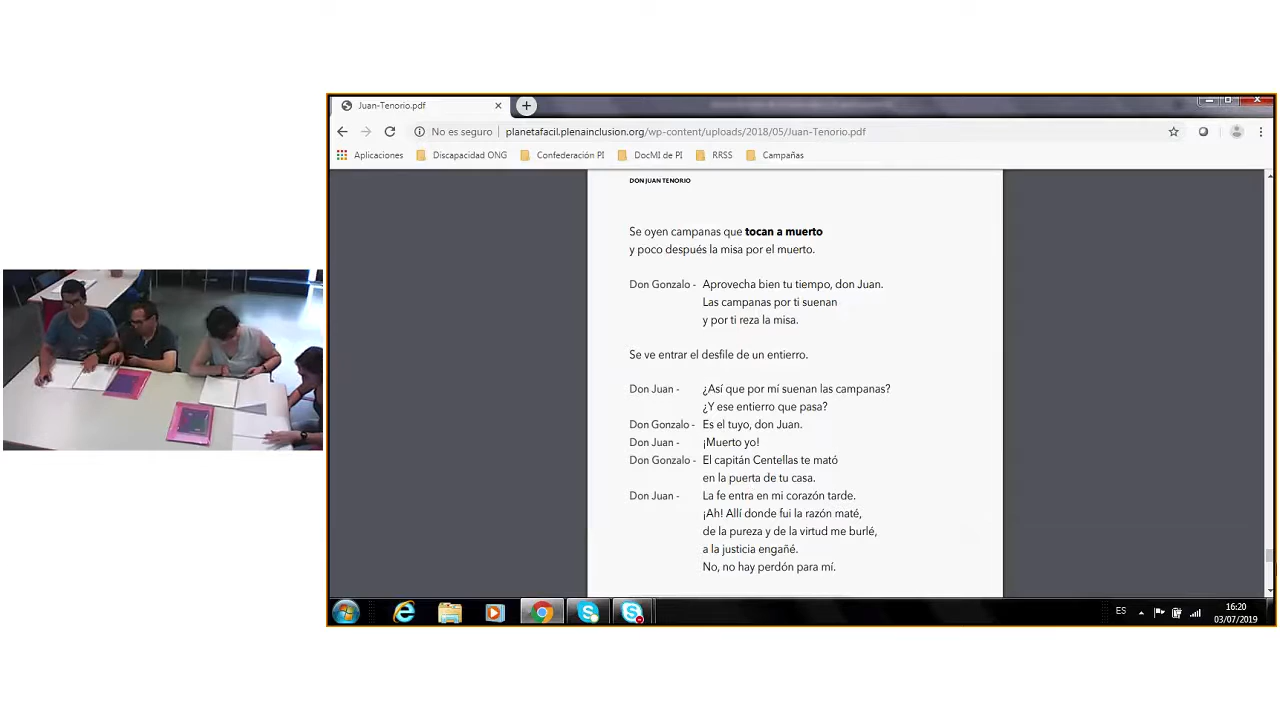 Juan-Tenorio.pdf
No es seguro
planetafacil.plenainclusion.org/wp-content/uploads/2018/05/Juan-Tenorio.pdf
Aplicaciones
Discapacidad ONG
Confederación PI
DocMI de PI
RRSS
Campañas
DON JUAN TENORIO
Se oyen campanas que tocan a muerto
y poco después la misa por el muerto.
Don Gonzalo - Aprovecha bien tu tiempo, don Juan.
Las campanas por ti suenan
y por ti reza la misa.
Se ve entrar el desfile de un entierro.
Don Juan - ¿Así que por mí suenan las campanas?
¿Y ese entierro que pasa?
Don Gonzalo - Es el tuyo, don Juan.
Don Juan - ¡Muerto yo!
Don Gonzalo - El capitán Centellas te mató
en la puerta de tu casa.
Don Juan - La fe entra en mi corazón tarde.
¡Ah! Allí donde fui la razón maté,
de la pureza y de la virtud me burlé,
a la justicia engañé.
No, no hay perdón para mí.
ES
16:20
03/07/2019